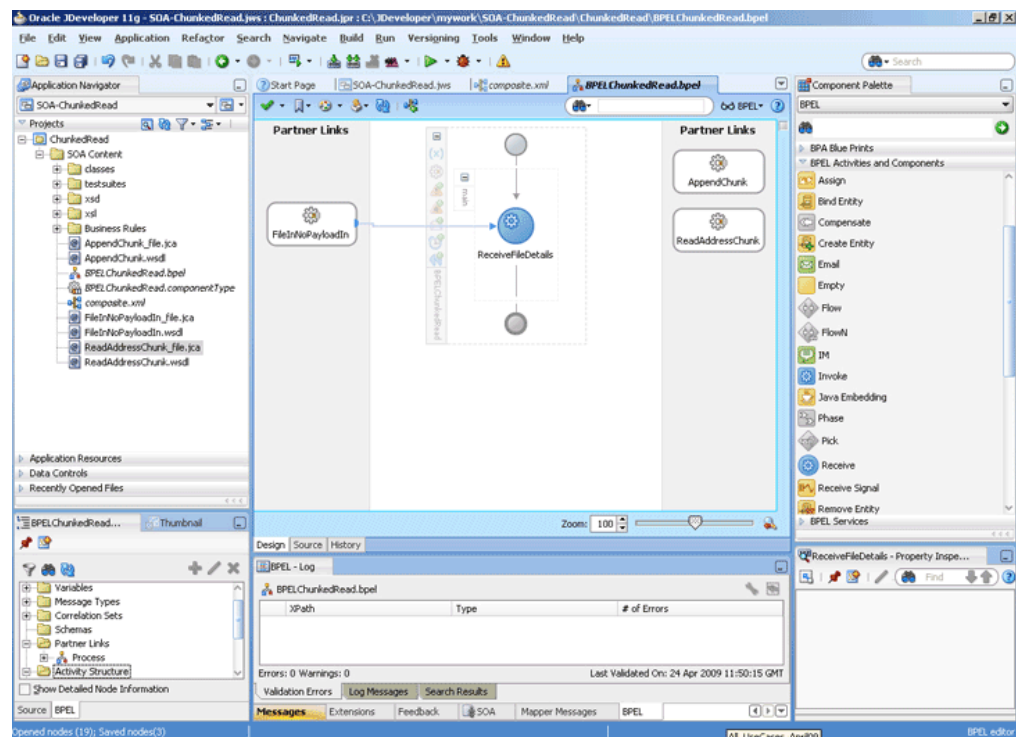 Oracle JDeveloper 11g - SOA-ChunkedRead.jws : ChunkedRead.jpr : C:\JDeveloper\mywork\SOA-ChunkedRead\ChunkedRead\BPELChunkedRead.bpel
File Edit View Application Refactor Search Navigate Build Run Versioning Tools Window Help
Search
Application Navigator
SOA-ChunkedRead
Projects
ChunkedRead
SOA Content
classes
testsuites
xsd
xsl
Business Rules
AppendChunk_file.jca
AppendChunk.wsdl
BPELChunkedRead.bpel
BPELChunkedRead.componentType
composite.xml
FileInNoPayloadIn_file.jca
FileInNoPayloadIn.wsdl
ReadAddressChunk_file.jca
ReadAddressChunk.wsdl
Application Resources
Data Controls
Recently Opened Files
BPELChunkedRead...
Thumbnail
Variables
Message Types
Correlation Sets
Schemas
Partner Links
Process
Activity Structure
Show Detailed Node Information
Source BPEL
Start Page
SOA-ChunkedRead.jws
composite.xml
BPELChunkedRead.bpel
BPEL
Partner Links
FileInNoPayloadIn
main
BPELChunkedRead
ReceiveFileDetails
Partner Links
AppendChunk
ReadAddressChunk
Zoom: 100
Design Source History
BPEL - Log
BPELChunkedRead.bpel
XPath Type # of Errors
Errors: 0 Warnings: 0
Last Validated On: 24 Apr 2009 11:50:15 GMT
Validation Errors Log Messages Search Results
Messages Extensions Feedback SOA Mapper Messages BPEL
Component Palette
BPEL
BPA Blue Prints
BPEL Activities and Components
Assign
Bind Entity
Compensate
Create Entity
Email
Empty
Flow
FlowN
IM
Invoke
Java Embedding
Phase
Pick
Receive
Receive Signal
Remove Entity
BPEL Services
ReceiveFileDetails - Property Inspe...
Find
Opened nodes (19); Saved nodes(3)
All_UseCases_April09
BPEL editor